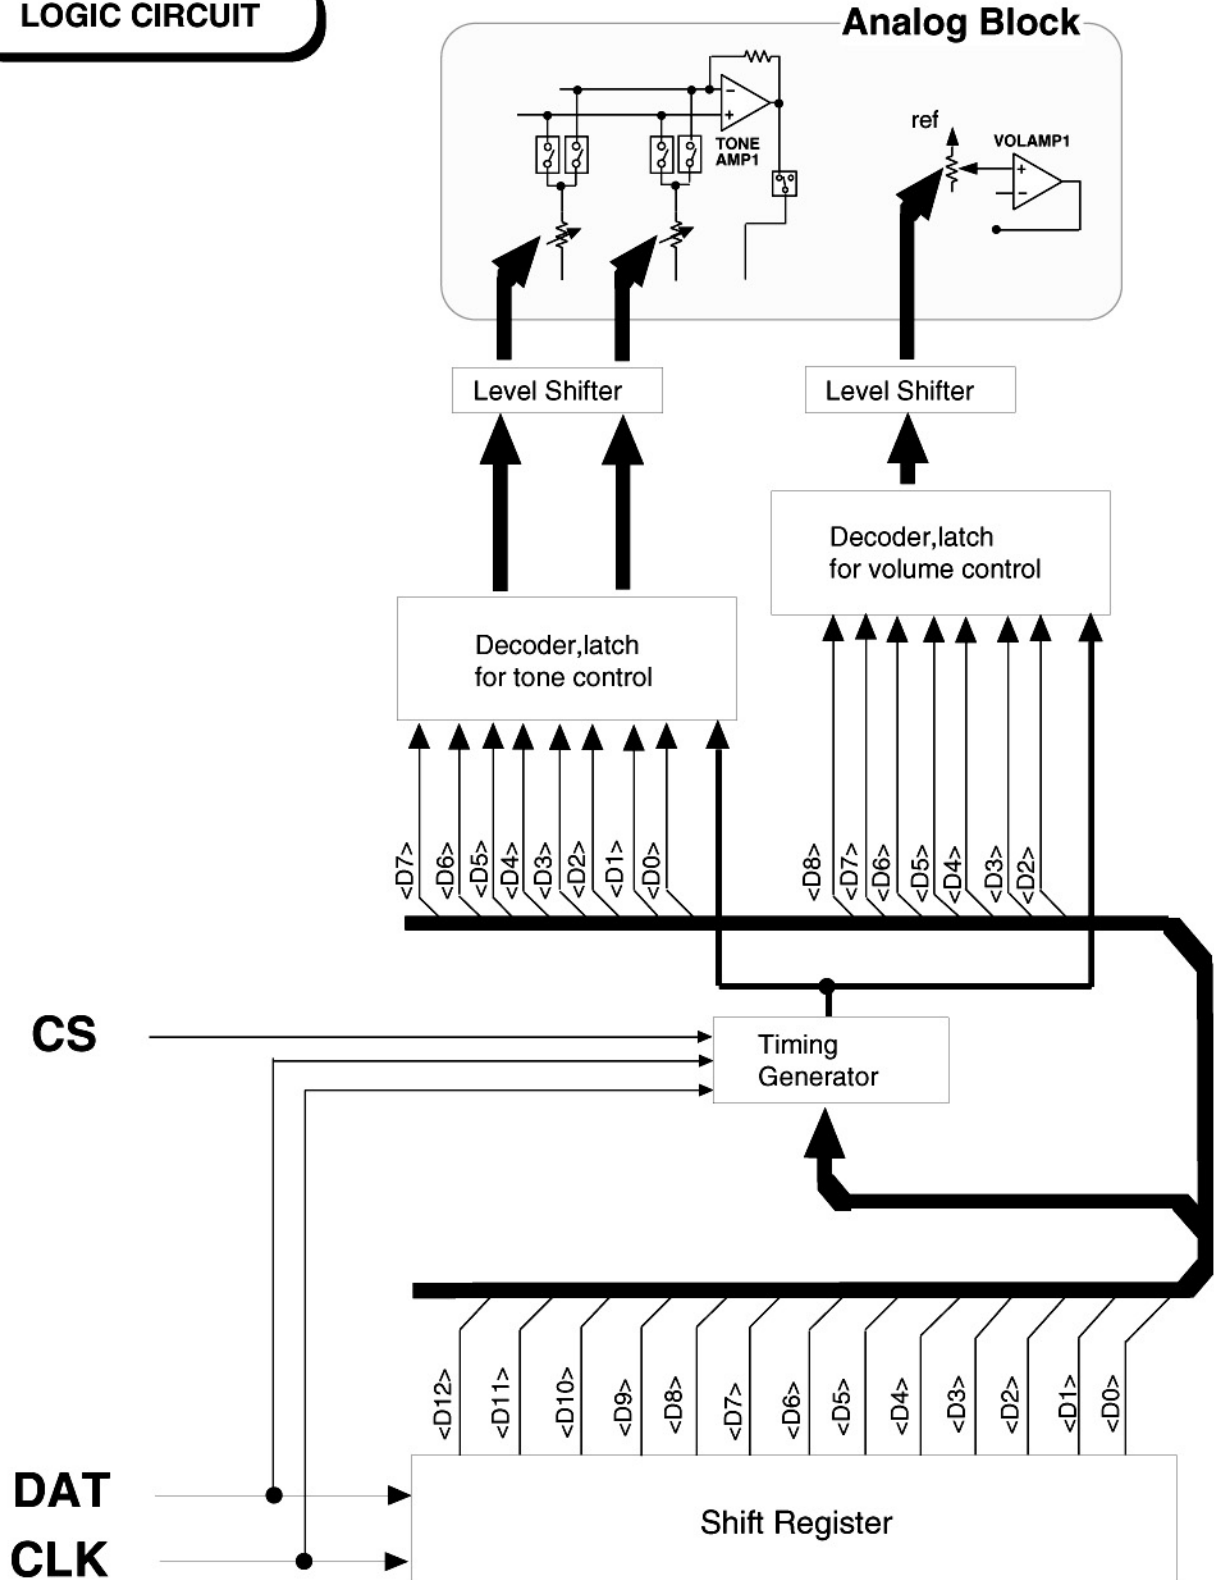 LOGIC CIRCUIT
Analog Block
ref
VOLAMP1
TONE
AMP1
Level Shifter
Level Shifter
Decoder,latch
for volume control
Decoder,latch
for tone control
<D7> <D6> <D5> <D4> <D3> <D2> <D1> <D0>
<D8> <D7> <D6> <D5> <D4> <D3> <D2>
CS
Timing
Generator
<D12> <D11> <D10> <D9> <D8> <D7> <D6> <D5> <D4> <D3> <D2> <D1> <D0>
DAT
Shift Register
CLK